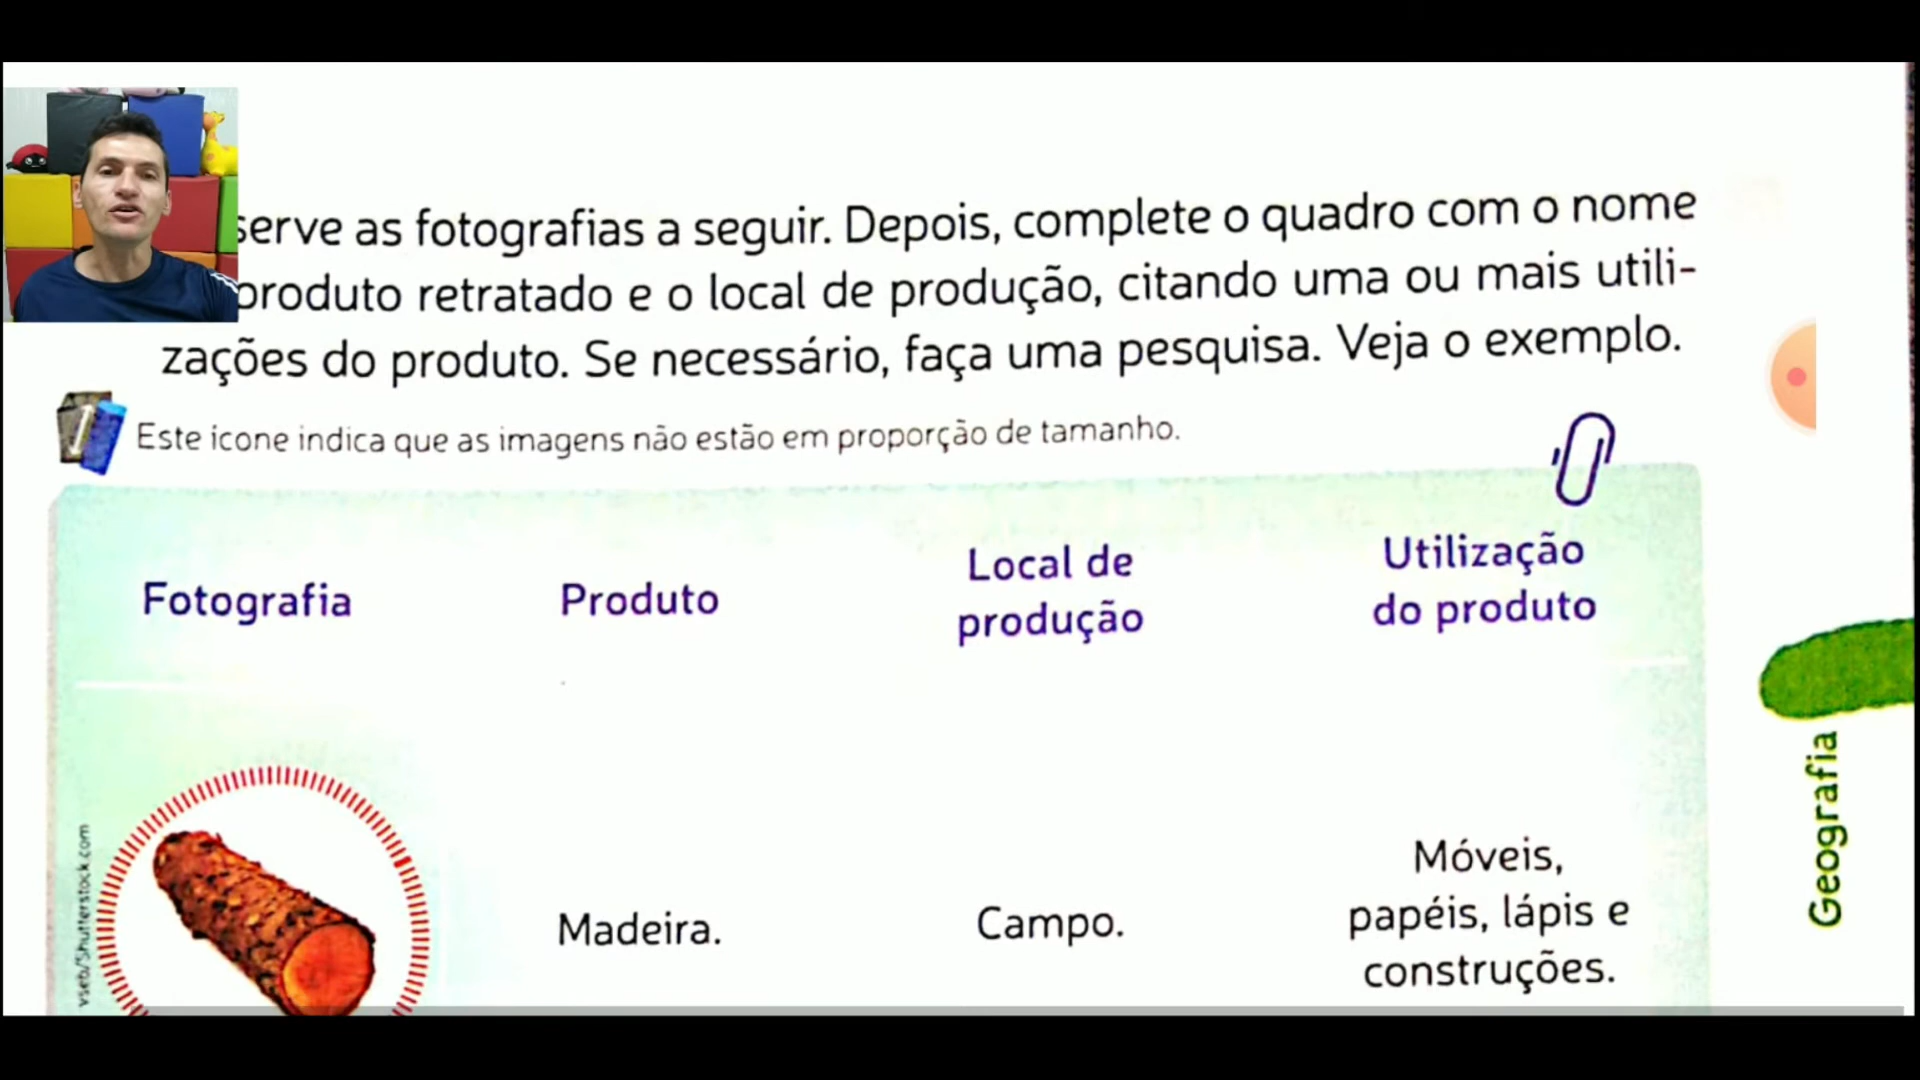 serve as fotografias a seguir. Depois, complete o quadro com o nome
produto retratado e o local de produção, citando uma ou mais utili-
zações do produto. Se necessário, faça uma pesquisa. Veja o exemplo.
Este ícone indica que as imagens não estão em proporção de tamanho.
Fotografia
Produto
Local de
produção
Utilização
do produto
vseb/Shutterstock.com
Madeira.
Campo.
Móveis,
papéis, lápis e
construções.
Geografia